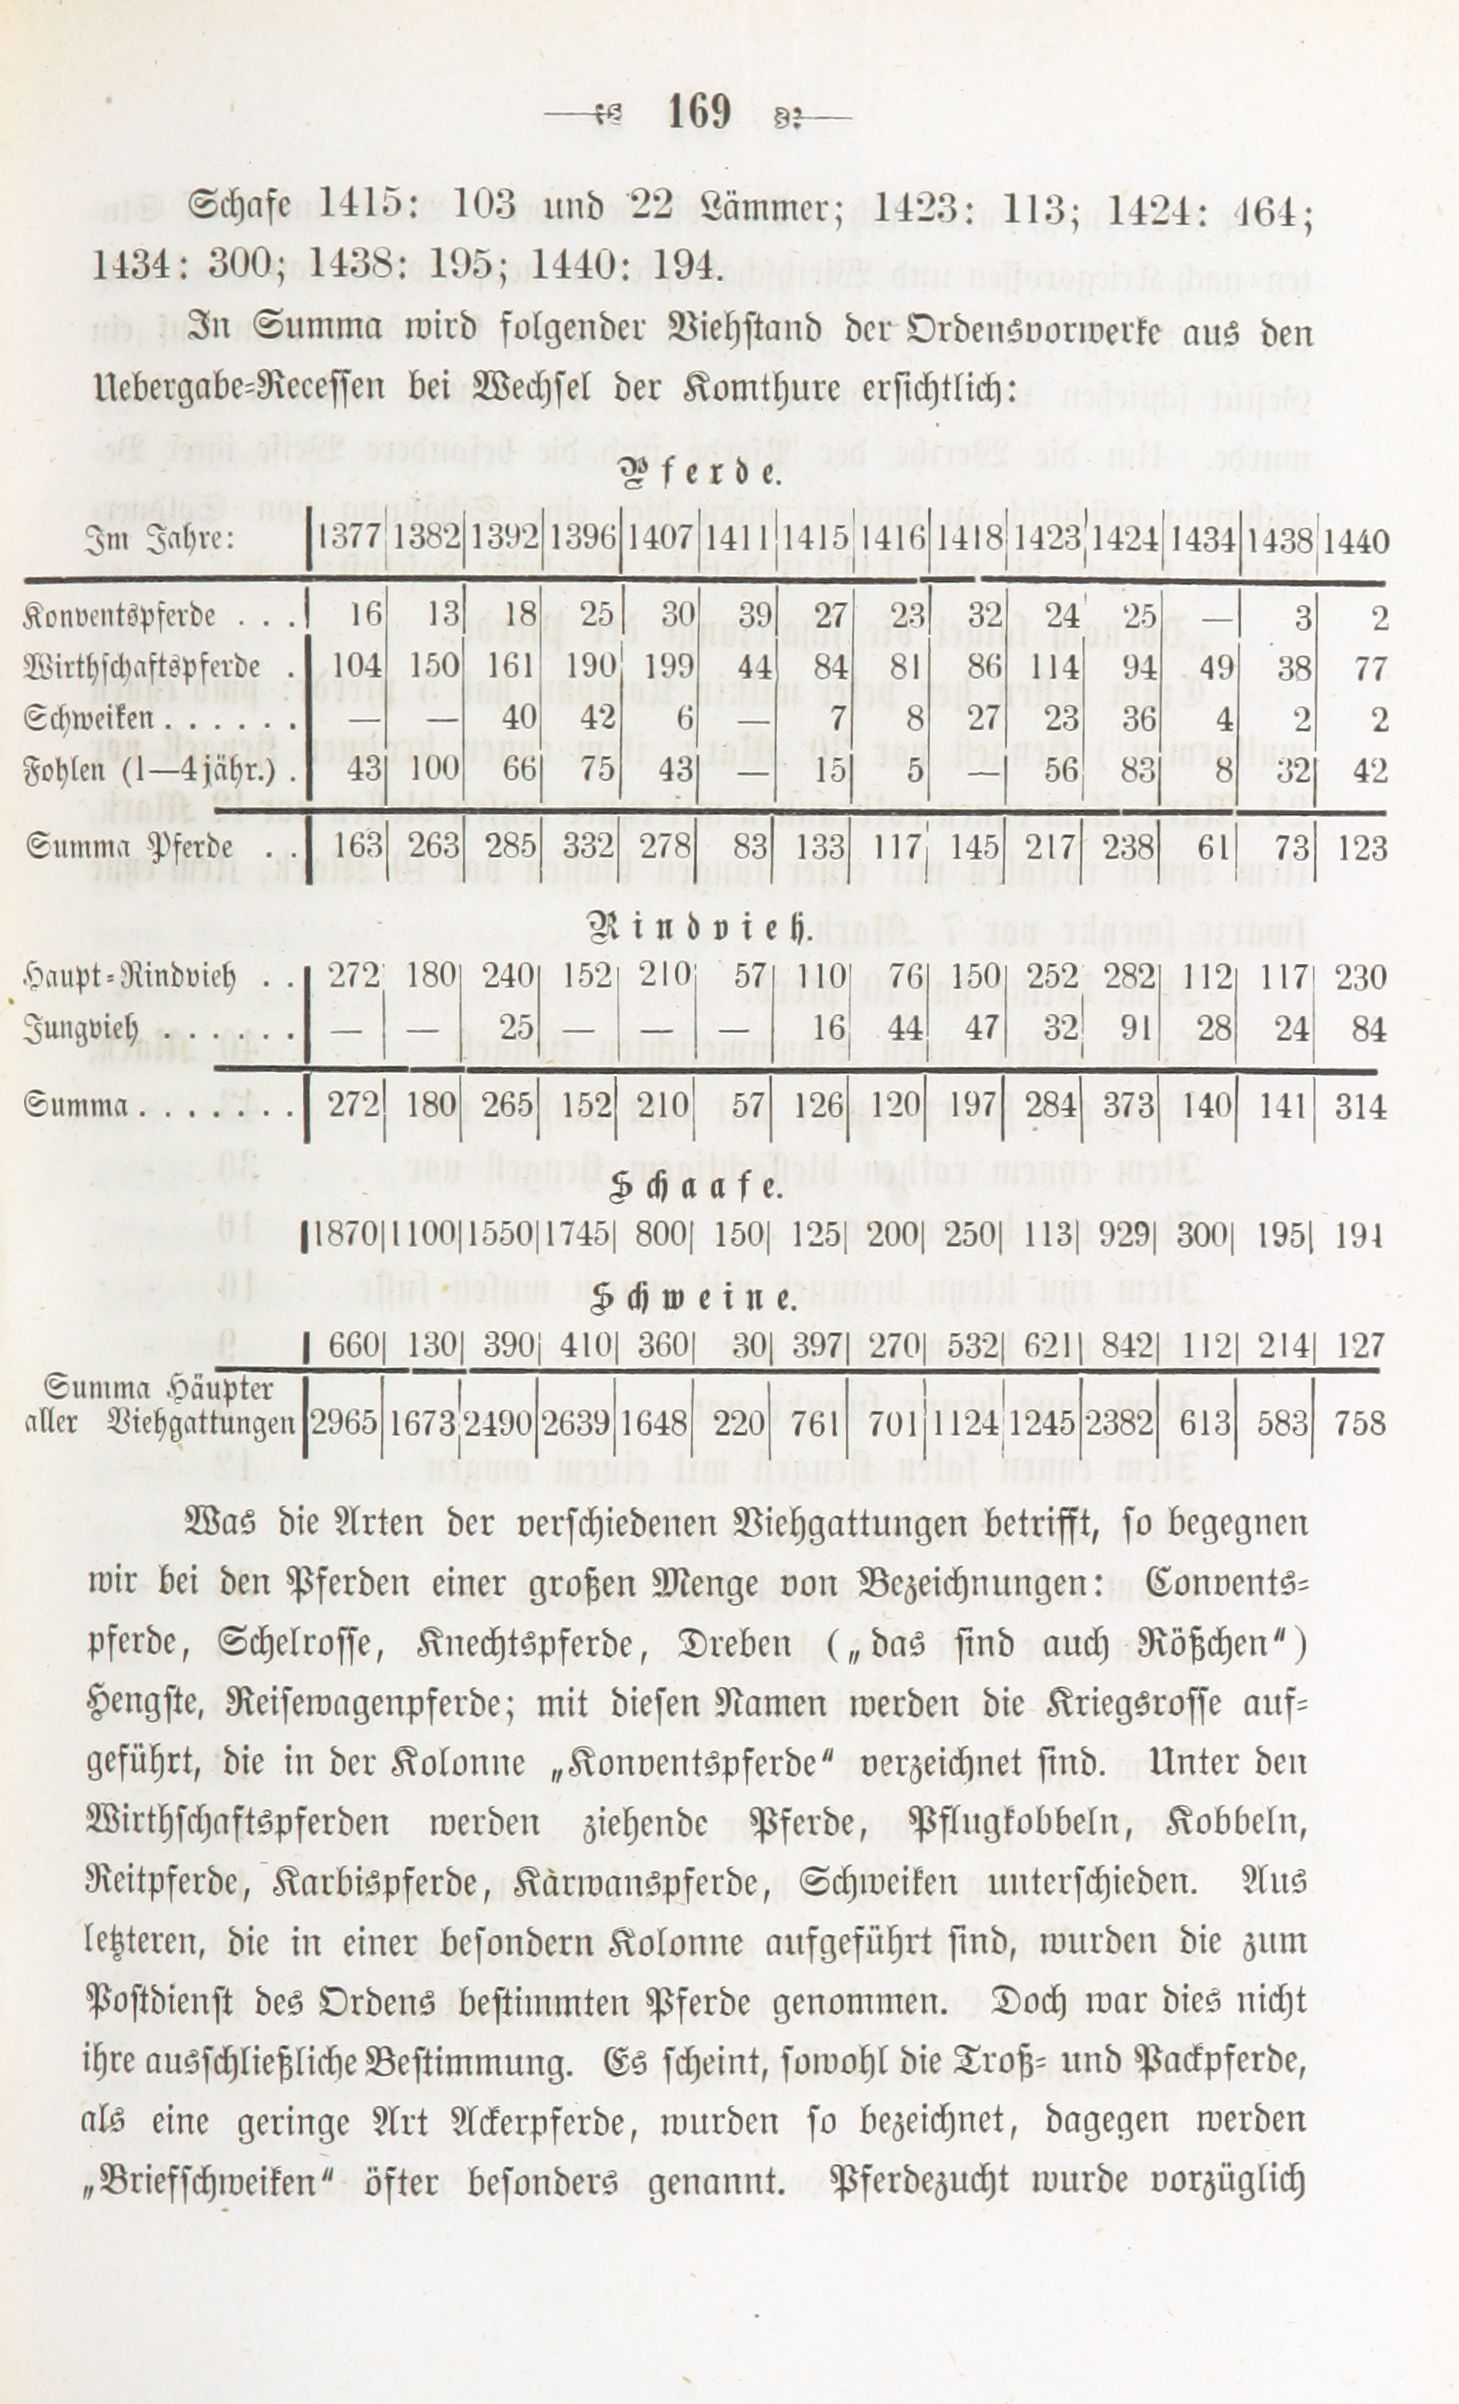 169
Schafe 1415: 103 und 22 Lämmer; 1423: 113; 1424: 464;
1434: 300; 1438: 195; 1440: 194.
In Summa wird folgender Viehstand der Ordensvorwerke aus den
Uebergabe=Recessen bei Wechsel der Komthure ersichtlich:
Pferde.
Im Jahre: 1377 1382 1392 1396 1407 1411 1415 1416 1418 1423 1424 1434 1438 1440
Konventspferde . . . 16 13 18 25 30 39 27 23 32 24 25 — 3 2
Wirthschaftspferde . 104 150 161 190 199 44 84 81 86 114 94 49 38 77
Schweiken . . . . . . — — 40 42 6 — 7 8 27 23 36 4 2 2
Fohlen (1—4jähr.) . 43 100 66 75 43 — 15 5 — 56 83 8 32 42
Summa Pferde . . 163 263 285 332 278 83 133 117 145 217 238 61 73 123
Rindvieh.
Haupt=Rindvieh . . 272 180 240 152 210 57 110 76 150 252 282 112 117 230
Jungvieh . . . . . . — — 25 — — — 16 44 47 32 91 28 24 84
Summa . . . . . . . 272 180 265 152 210 57 126 120 197 284 373 140 141 314
Schaafe.
1870 1100 1550 1745 800 150 125 200 250 113 929 300 195 194
Schweine.
660 130 390 410 360 30 397 270 532 621 842 112 214 127
Summa Häupter
aller Viehgattungen 2965 1673 2490 2639 1648 220 761 701 1124 1245 2382 613 583 758
Was die Arten der verschiedenen Viehgattungen betrifft, so begegnen
wir bei den Pferden einer großen Menge von Bezeichnungen: Convents=
pferde, Schelrosse, Knechtspferde, Dreben („das sind auch Rößchen“)
Hengste, Reisewagenpferde; mit diesen Namen werden die Kriegsrosse auf=
geführt, die in der Kolonne „Konventspferde“ verzeichnet sind. Unter den
Wirthschaftspferden werden ziehende Pferde, Pflugkobbeln, Kobbeln,
Reitpferde, Karbispferde, Karwanspferde, Schweiken unterschieden. Aus
letzteren, die in einer besondern Kolonne aufgeführt sind, wurden die zum
Postdienst des Ordens bestimmten Pferde genommen. Doch war dies nicht
ihre ausschließliche Bestimmung. Es scheint, sowohl die Troß= und Packpferde,
als eine geringe Art Ackerpferde, wurden so bezeichnet, dagegen werden
„Briefschweiken“ öfter besonders genannt. Pferdezucht wurde vorzüglich